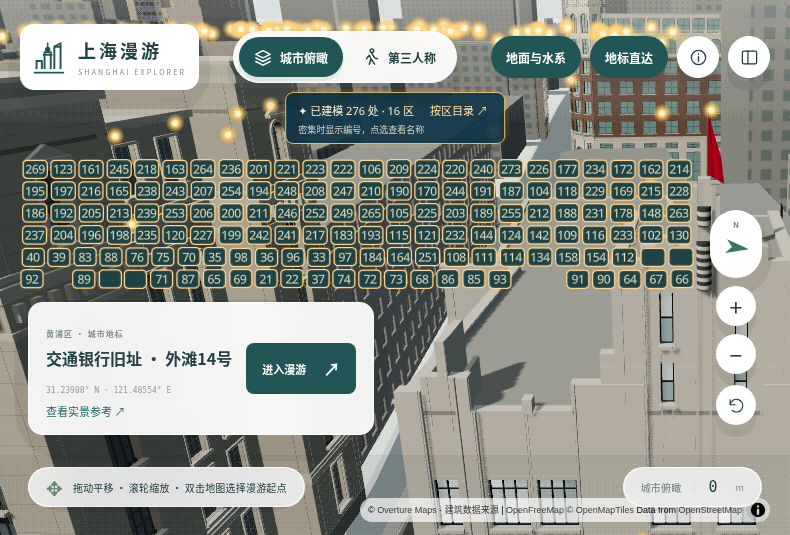 上海漫游
SHANGHAI EXPLORER
城市俯瞰
第三人称
地面与水系
地标直达
✦ 已建模 276 处 · 16 区 按区目录 ↗
密集时显示编号，点选查看名称
269 123 161 245 218 163 264 236 201 221 223 222 106 209 224 220 240 273 226 177 234 172 162 214
195 197 216 165 238 243 207 254 194 248 208 247 210 190 170 244 191 187 104 118 229 169 215 228
186 192 205 213 239 253 206 200 211 246 252 249 265 105 225 203 189 255 212 188 231 178 148 263
237 204 196 198 235 120 227 199 242 241 217 183 193 115 121 232 144 124 142 109 116 233 102 130
40 39 83 88 76 75 70 35 98 36 96 33 97 184 164 251 108 111 114 134 158 154 112
92 89 71 87 65 69 21 22 37 74 72 73 68 86 85 93 91 90 64 67 66
N
黄浦区 · 城市地标
交通银行旧址 · 外滩14号
31.23908° N · 121.48554° E
查看实景参考 ↗
进入漫游 ↗
拖动平移 · 滚轮缩放 · 双击地图选择漫游起点
城市俯瞰 0 m
© Overture Maps · 建筑数据来源 | OpenFreeMap © OpenMapTiles Data from OpenStreetMap